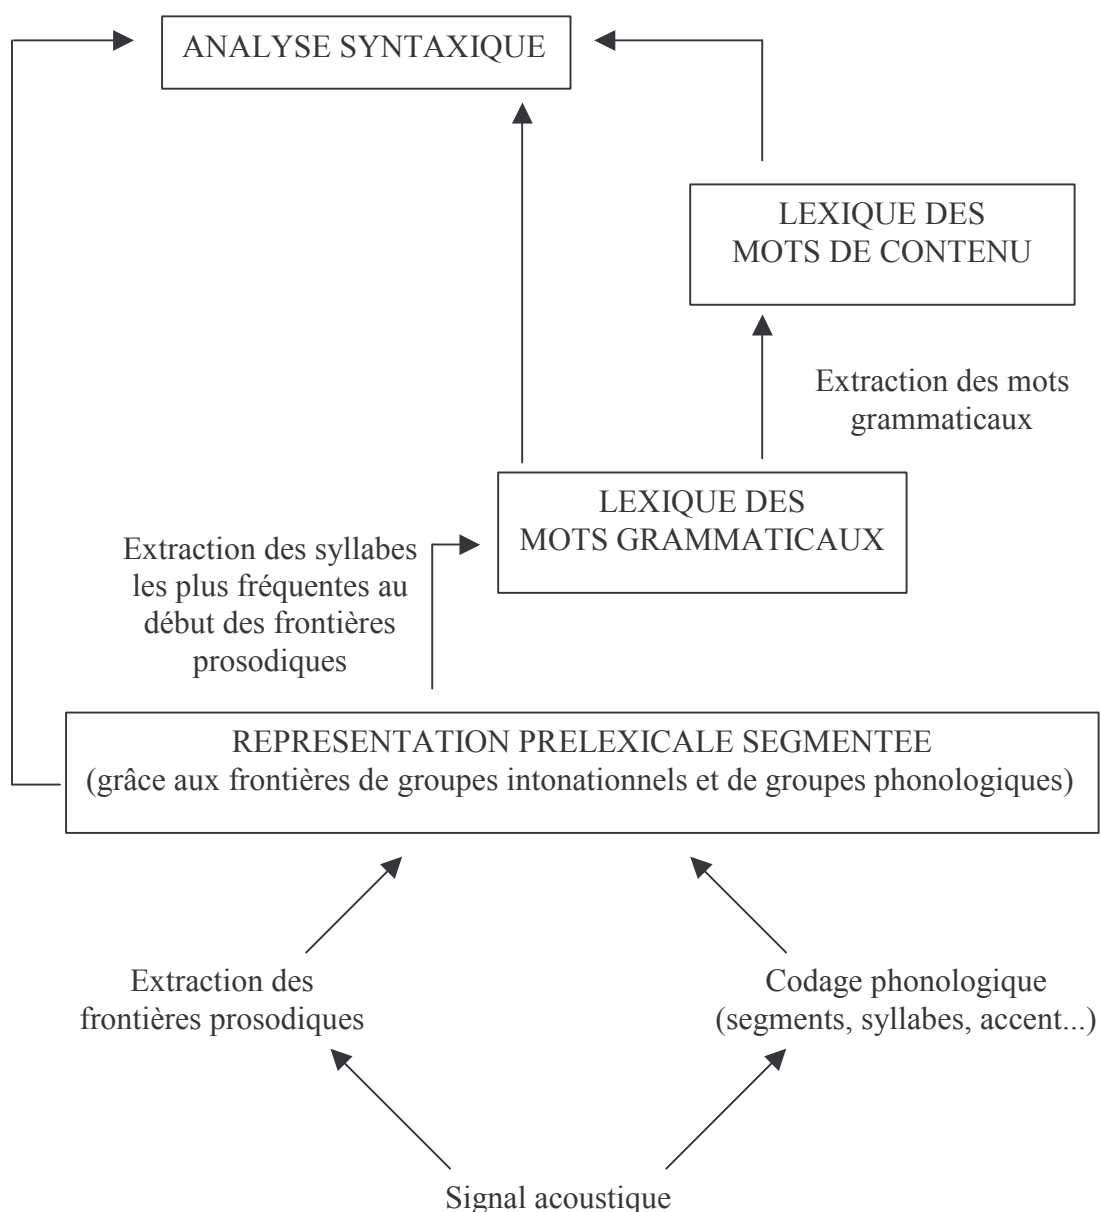 ANALYSE SYNTAXIQUE
LEXIQUE DES
MOTS DE CONTENU
Extraction des mots
grammaticaux
LEXIQUE DES
MOTS GRAMMATICAUX
Extraction des syllabes
les plus fréquentes au
début des frontières
prosodiques
REPRESENTATION PRELEXICALE SEGMENTEE
(grâce aux frontières de groupes intonationnels et de groupes phonologiques)
Extraction des
frontières prosodiques
Codage phonologique
(segments, syllabes, accent...)
Signal acoustique